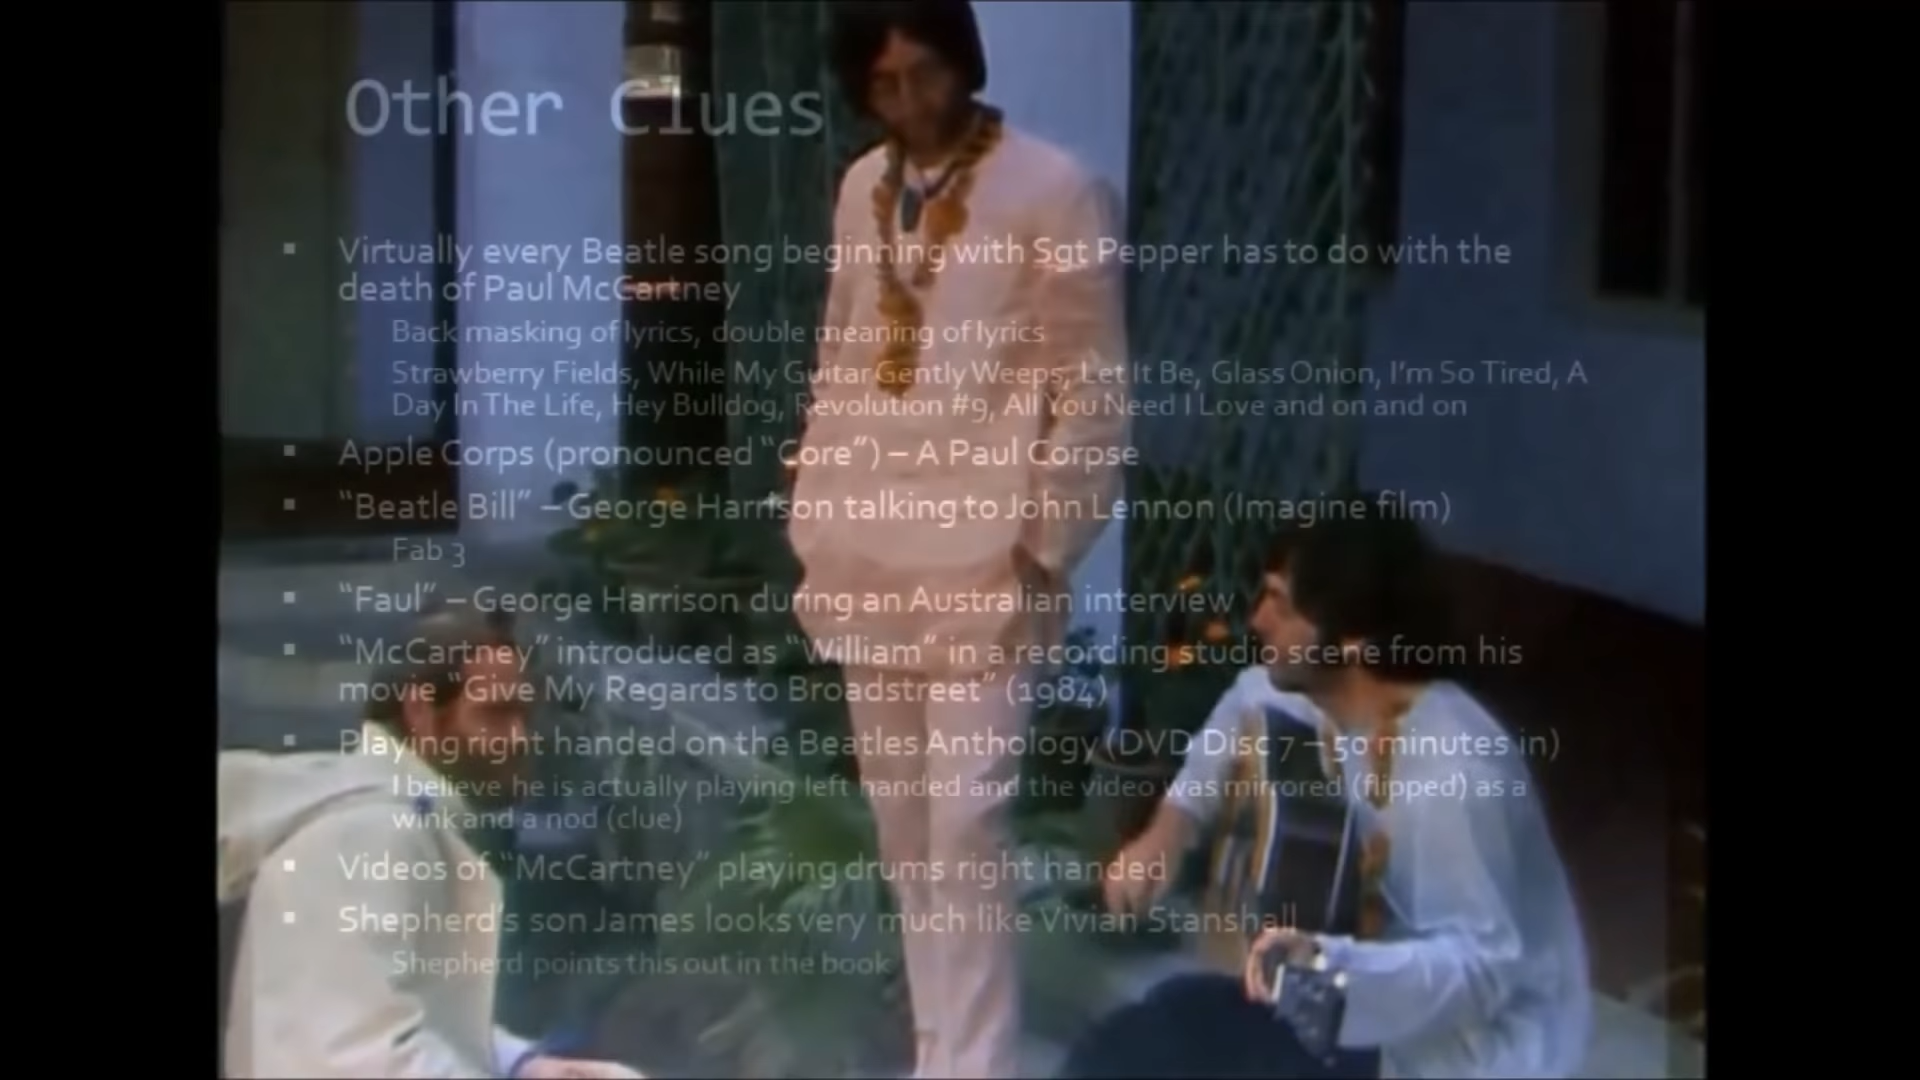 Other Clues
▪ Virtually every Beatle song beginning with Sgt Pepper has to do with the
death of Paul McCartney
Back masking of lyrics, double meaning of lyrics
Strawberry Fields, While My Guitar Gently Weeps, Let It Be, Glass Onion, I'm So Tired, A
Day In The Life, Hey Bulldog, Revolution #9, All You Need I Love and on and on
▪ Apple Corps (pronounced “Core”) – A Paul Corpse
▪ “Beatle Bill” – George Harrison talking to John Lennon (Imagine film)
Fab 3
▪ “Faul” – George Harrison during an Australian interview
▪ “McCartney” introduced as “William” in a recording studio scene from his
movie “Give My Regards to Broadstreet” (1984)
▪ Playing right handed on the Beatles Anthology (DVD Disc 7 – 50 minutes in)
I believe he is actually playing left handed and the video was mirrored (flipped) as a
wink and a nod (clue)
▪ Videos of “McCartney” playing drums right handed
▪ Shepherd's son James looks very much like Vivian Stanshall
Shepherd points this out in the book